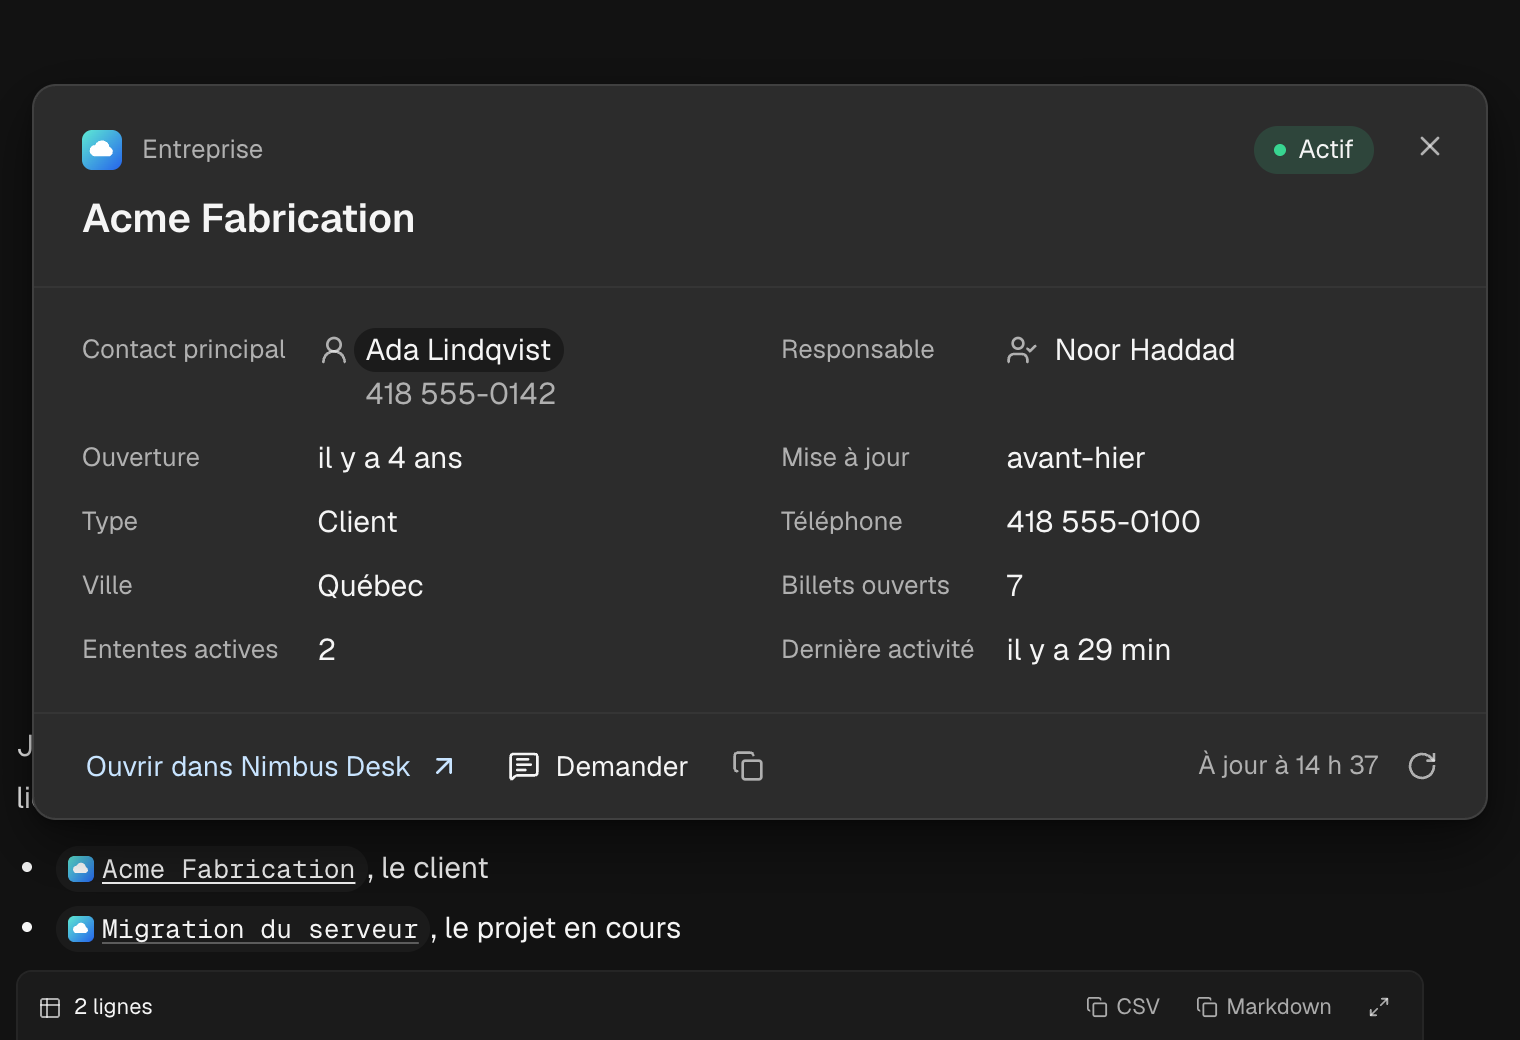 Entreprise
Actif
Acme Fabrication
Contact principal
Ada Lindqvist
418 555-0142
Responsable
Noor Haddad
Ouverture
il y a 4 ans
Mise à jour
avant-hier
Type
Client
Téléphone
418 555-0100
Ville
Québec
Billets ouverts
7
Ententes actives
2
Dernière activité
il y a 29 min
Ouvrir dans Nimbus Desk
Demander
À jour à 14 h 37
Acme Fabrication, le client
Migration du serveur, le projet en cours
2 lignes
CSV
Markdown